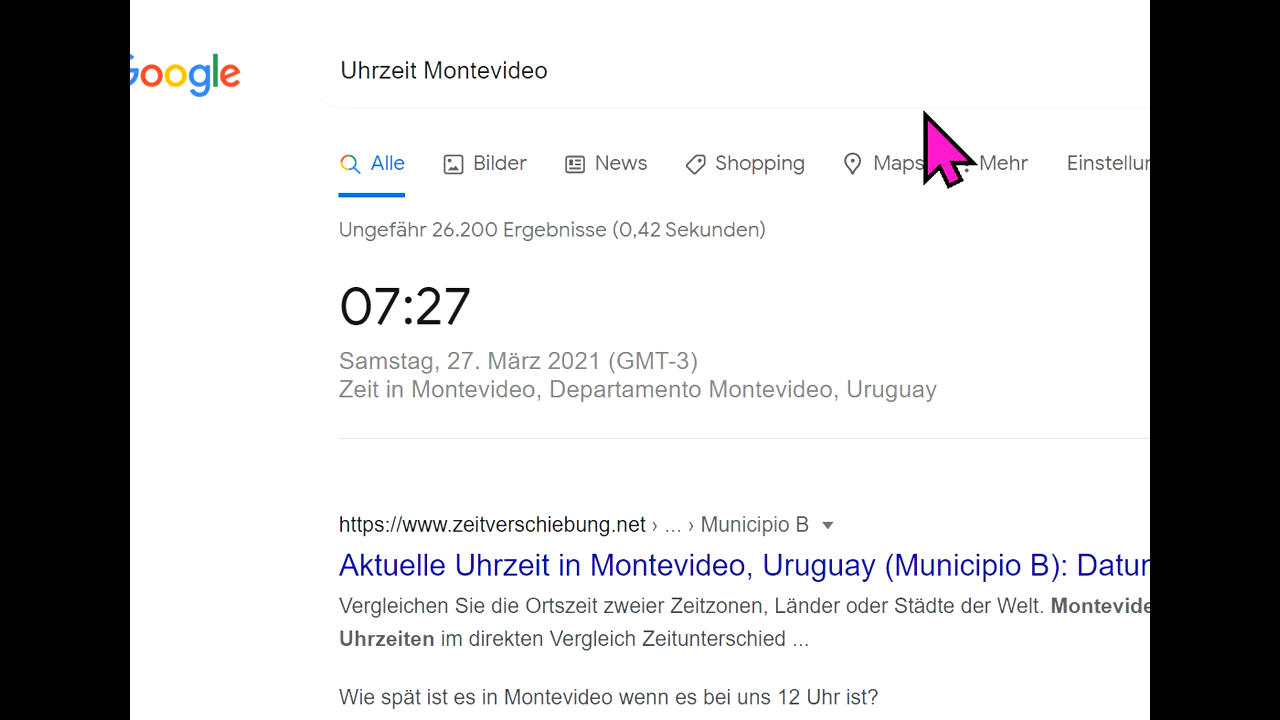 Google
Uhrzeit Montevideo
Alle Bilder News Shopping Maps Mehr
Ungefähr 26.200 Ergebnisse (0,42 Sekunden)
07:27
Samstag, 27. März 2021 (GMT-3)
Zeit in Montevideo, Departamento Montevideo, Uruguay
https://www.zeitverschiebung.net › ... › Municipio B
Aktuelle Uhrzeit in Montevideo, Uruguay (Municipio B):
Vergleichen Sie die Ortszeit zweier Zeitzonen, Länder oder Städte der Welt.
Uhrzeiten im direkten Vergleich Zeitunterschied ...
Wie spät ist es in Montevideo wenn es bei uns 12 Uhr ist?